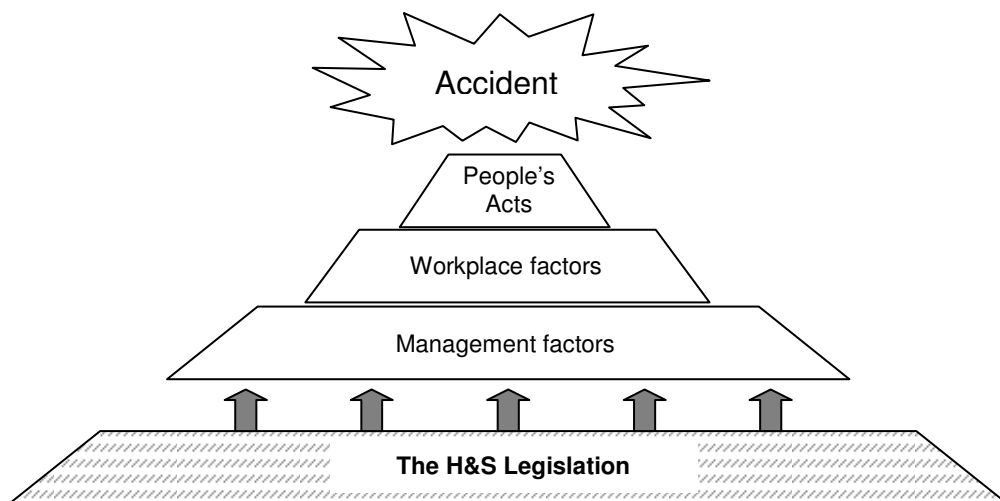 Accident
People's
Acts
Workplace factors
Management factors
The H&S Legislation